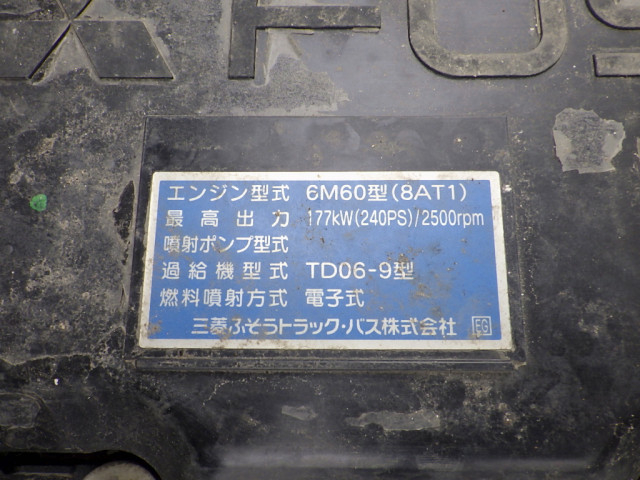 FUS
エンジン型式 6M60型(8AT1)
最高出力 177kW(240PS)/2500rpm
噴射ポンプ型式
過給機型式 TD06-9型
燃料噴射方式 電子式
三菱ふそうトラック・バス株式会社 EG